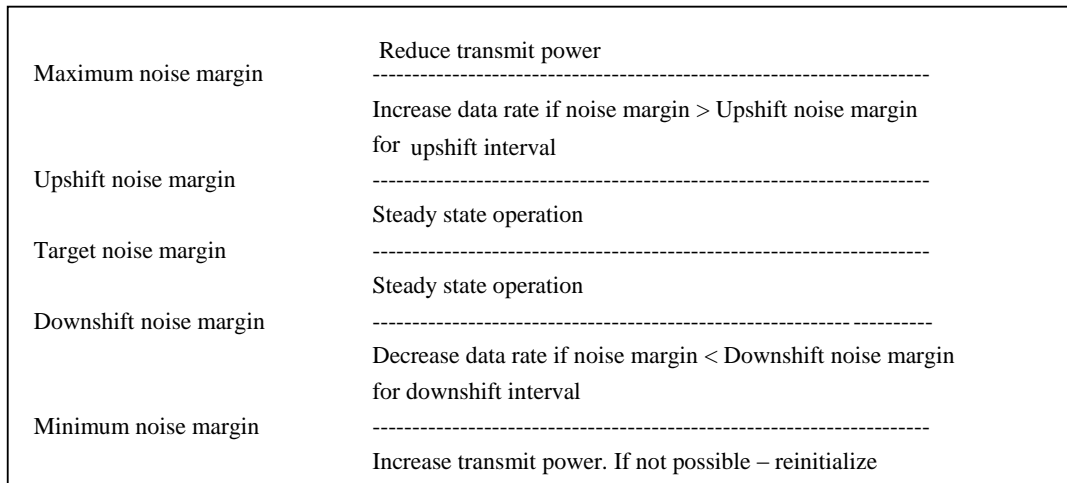 Reduce transmit power
Maximum noise margin ----------------------------------------------------------------------
Increase data rate if noise margin > Upshift noise margin
for upshift interval
Upshift noise margin ----------------------------------------------------------------------
Steady state operation
Target noise margin ----------------------------------------------------------------------
Steady state operation
Downshift noise margin ----------------------------------------------------------------------
Decrease data rate if noise margin < Downshift noise margin
for downshift interval
Minimum noise margin ----------------------------------------------------------------------
Increase transmit power. If not possible – reinitialize